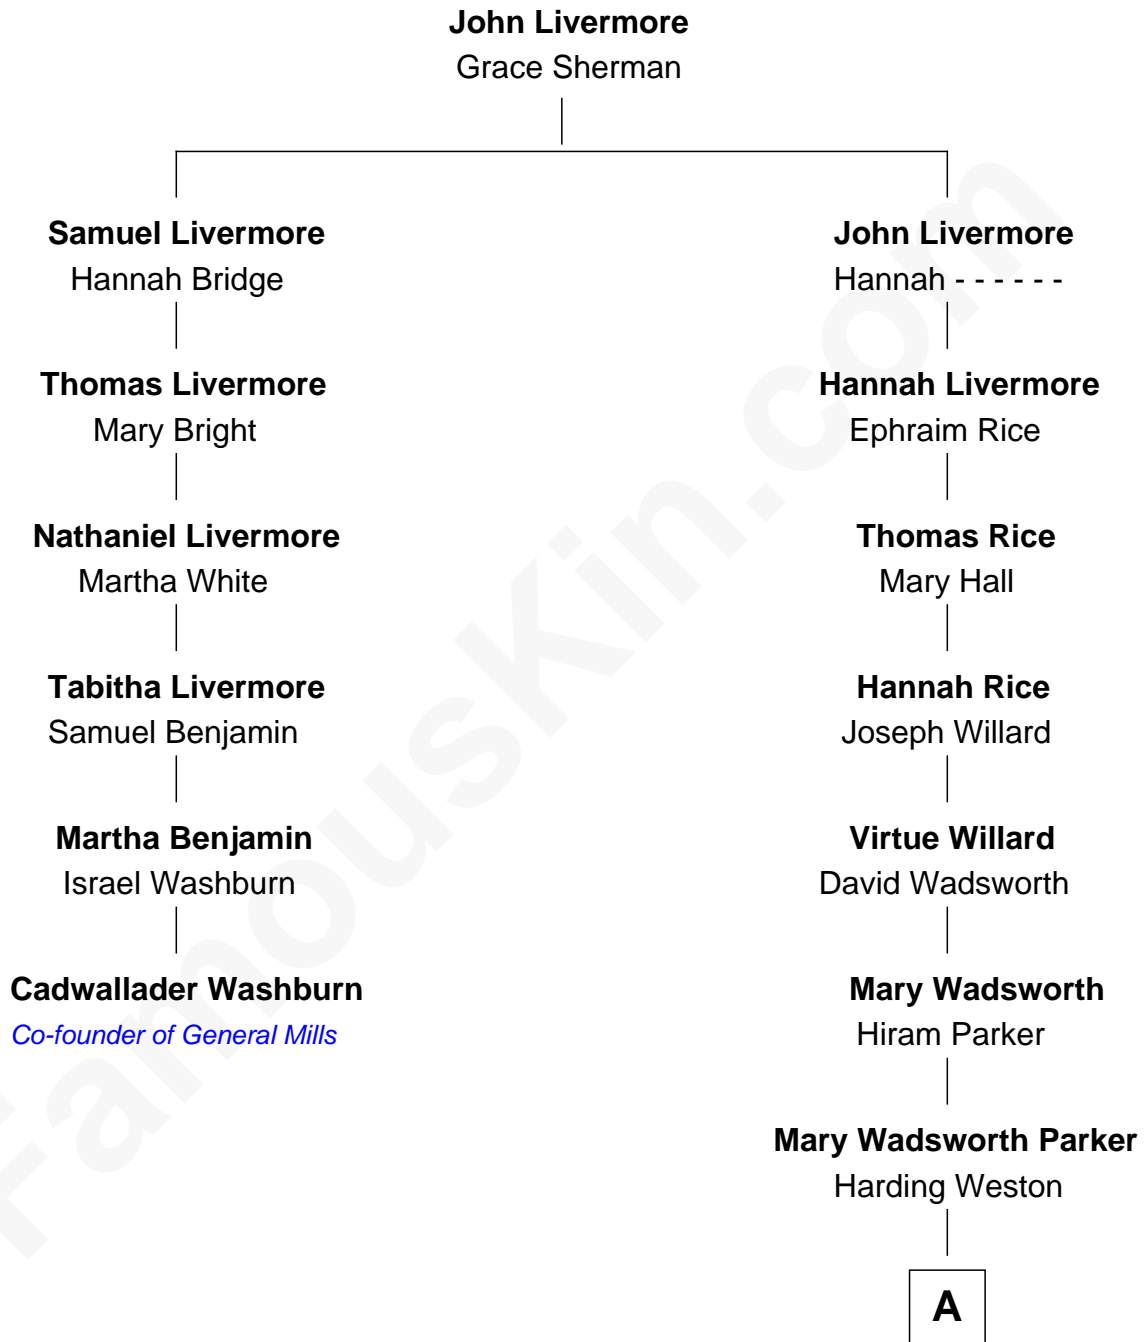 John Livermore
Grace Sherman
Samuel Livermore
Hannah Bridge
Thomas Livermore
Mary Bright
Nathaniel Livermore
Martha White
Tabitha Livermore
Samuel Benjamin
Martha Benjamin
Israel Washburn
Cadwallader Washburn
Co-founder of General Mills
John Livermore
Hannah - - - - - -
Hannah Livermore
Ephraim Rice
Thomas Rice
Mary Hall
Hannah Rice
Joseph Willard
Virtue Willard
David Wadsworth
Mary Wadsworth
Hiram Parker
Mary Wadsworth Parker
Harding Weston
A
FamousKin.com